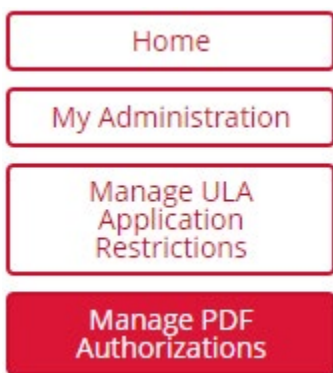 Home
My Administration
Manage ULA
Application
Restrictions
Manage PDF
Authorizations